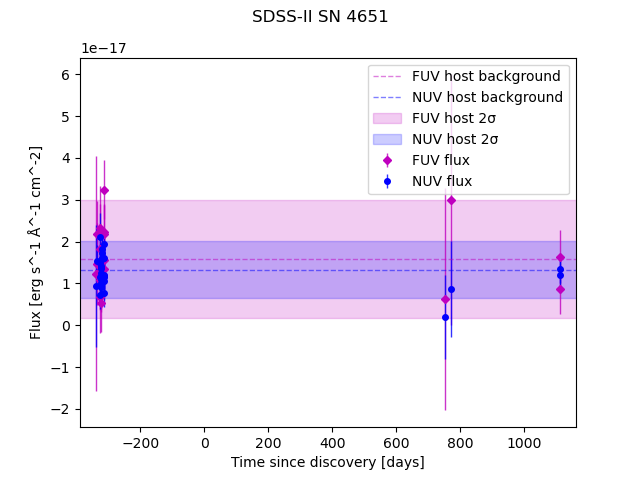 SDSS-II SN 4651
1e−17
6
5
4
3
2
1
0
−1
−2
Flux [erg s^-1 Å^-1 cm^-2]
FUV host background
NUV host background
FUV host 2σ
NUV host 2σ
FUV flux
NUV flux
−200 0 200 400 600 800 1000
Time since discovery [days]